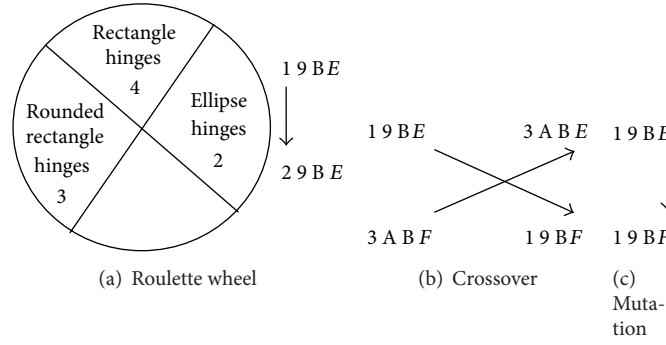 Rectangle
hinges
4
Rounded
rectangle
hinges
3
Ellipse
hinges
2
1 9 B E
2 9 B E
(a) Roulette wheel
1 9 B E
3 A B E
3 A B F
1 9 B F
(b) Crossover
1 9 B E
1 9 B F
(c)
Muta-
tion